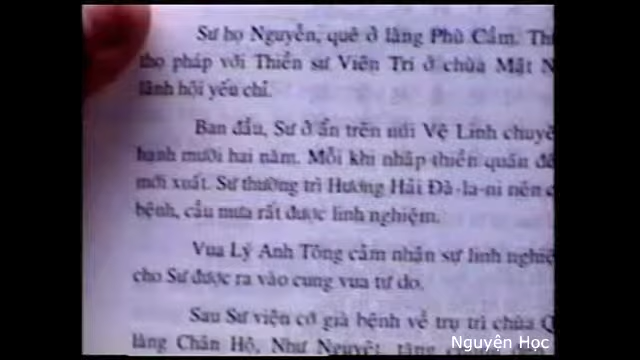 Sư họ Nguyễn, quê ở làng Phù Cầm.
thọ pháp với Thiền sư Viên Trí ở chùa Mật
lãnh hội yếu chỉ.
Ban đầu, Sư ở ẩn trên núi Vệ Linh
hạnh mười hai năm. Mỗi khi nhập thiền quán
mới xuất. Sư thường trì Hương Hải Đà-la-ni nên
bệnh, cầu mưa rất được linh nghiệm.
Vua Lý Anh Tông cảm nhận sự linh
cho Sư được ra vào cung vua tự do.
Sau Sư viện cớ già bệnh về trụ trì chùa
làng Chân Hộ, Như Nguyệt, tăng
Nguyện Học